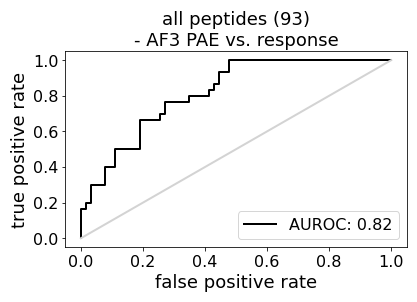 all peptides (93)
- AF3 PAE vs. response
true positive rate
1.0
0.8
0.6
0.4
0.2
0.0
AUROC: 0.82
0.0 0.2 0.4 0.6 0.8 1.0
false positive rate